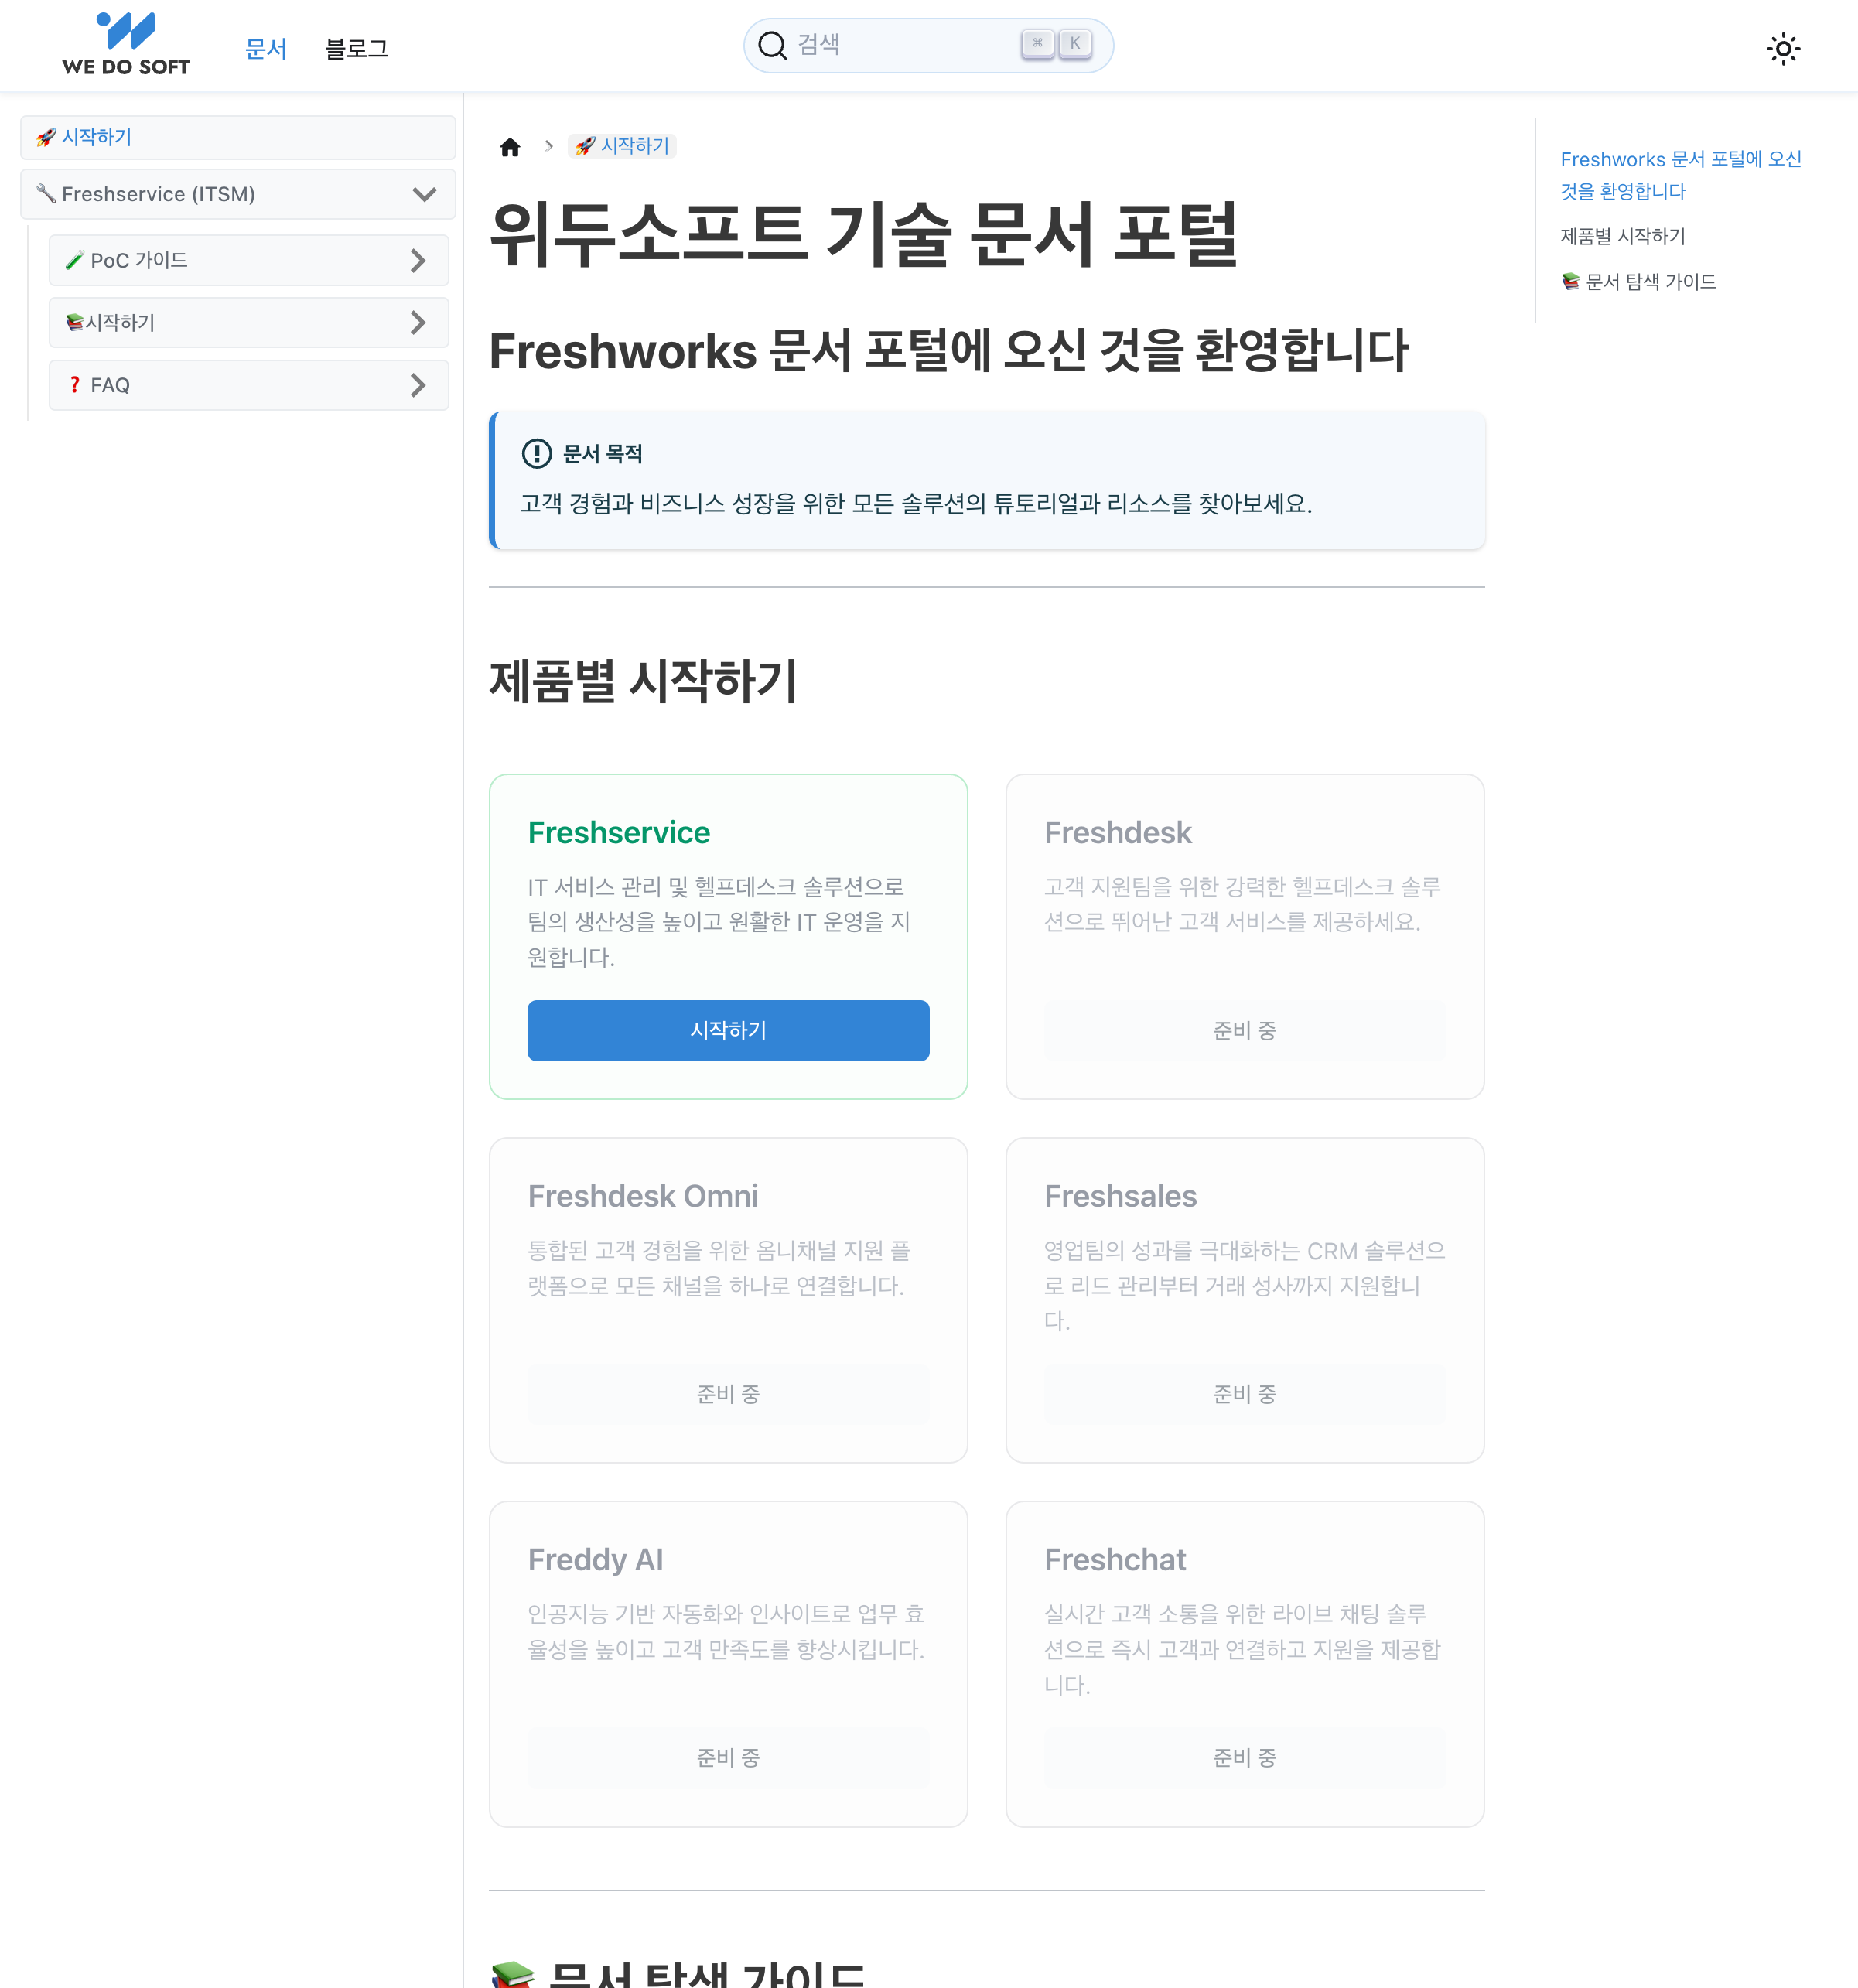 WE DO SOFT
문서
블로그
검색
⌘ K
🚀 시작하기
🔧 Freshservice (ITSM)
🧪 PoC 가이드
📚시작하기
❓ FAQ
🚀 시작하기
위두소프트 기술 문서 포털
Freshworks 문서 포털에 오신 것을 환영합니다
문서 목적
고객 경험과 비즈니스 성장을 위한 모든 솔루션의 튜토리얼과 리소스를 찾아보세요.
제품별 시작하기
Freshservice
IT 서비스 관리 및 헬프데스크 솔루션으로
팀의 생산성을 높이고 원활한 IT 운영을 지
원합니다.
시작하기
Freshdesk
고객 지원팀을 위한 강력한 헬프데스크 솔루
션으로 뛰어난 고객 서비스를 제공하세요.
준비 중
Freshdesk Omni
통합된 고객 경험을 위한 옴니채널 지원 플
랫폼으로 모든 채널을 하나로 연결합니다.
준비 중
Freshsales
영업팀의 성과를 극대화하는 CRM 솔루션으
로 리드 관리부터 거래 성사까지 지원합니
다.
준비 중
Freddy AI
인공지능 기반 자동화와 인사이트로 업무 효
율성을 높이고 고객 만족도를 향상시킵니다.
준비 중
Freshchat
실시간 고객 소통을 위한 라이브 채팅 솔루
션으로 즉시 고객과 연결하고 지원을 제공합
니다.
준비 중
📚 문서 탐색 가이드
Freshworks 문서 포털에 오신
것을 환영합니다
제품별 시작하기
📚 문서 탐색 가이드